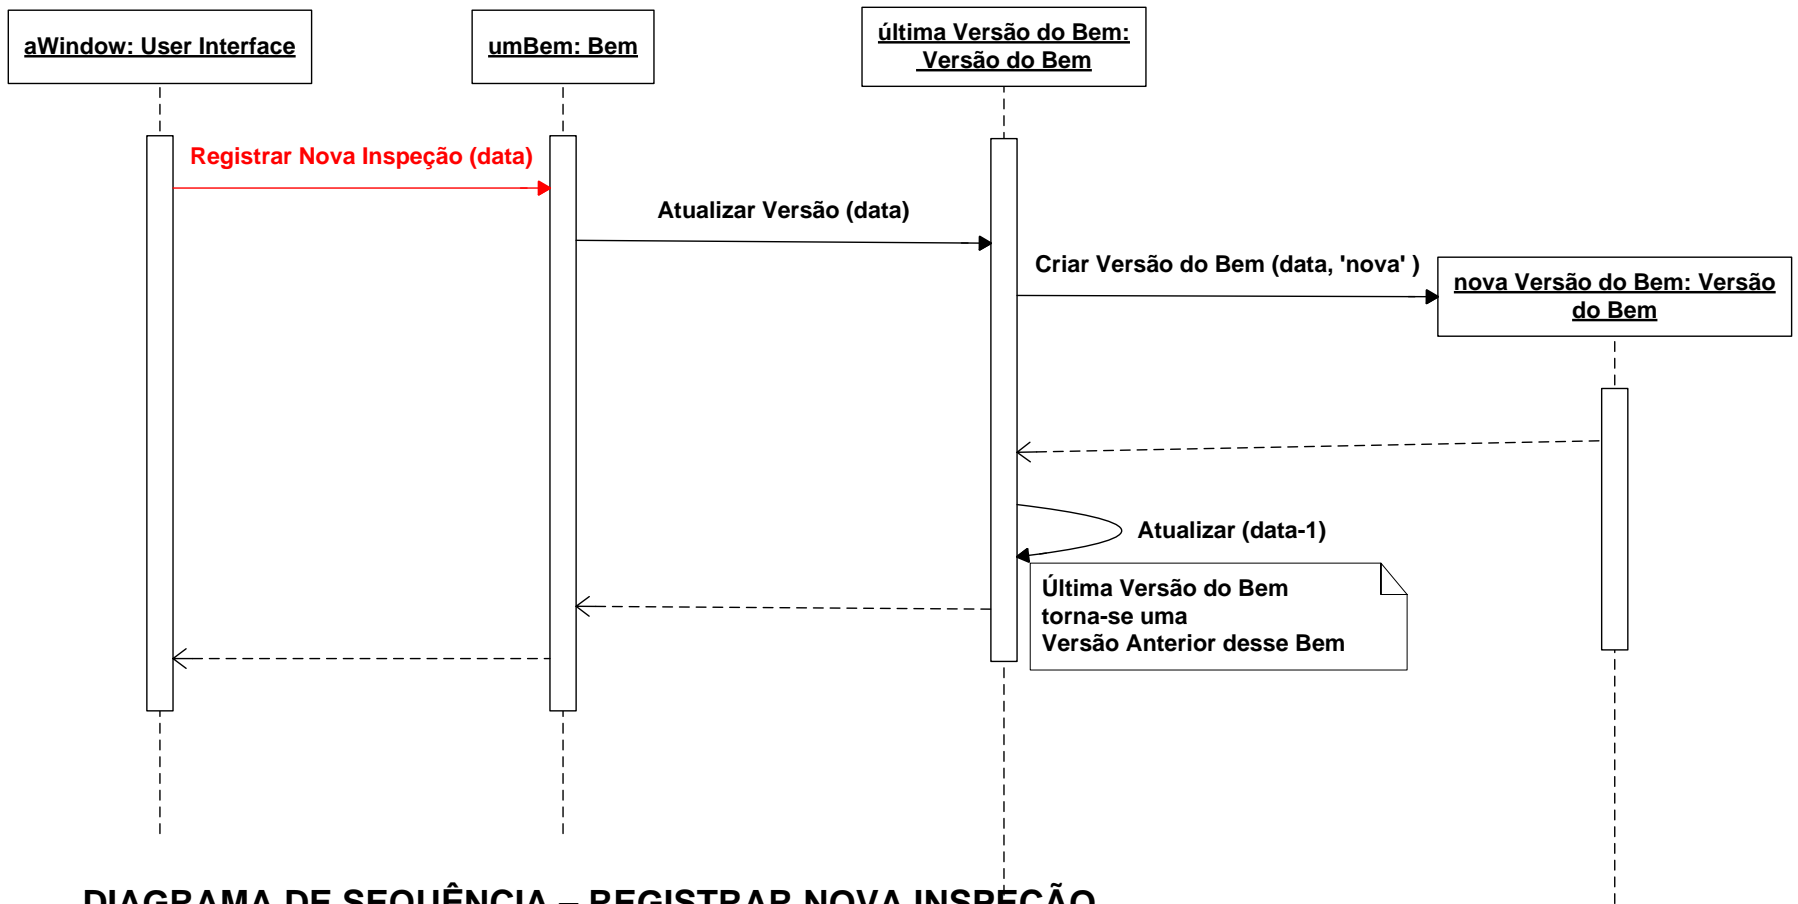 aWindow: User Interface
umBem: Bem
última Versão do Bem:
Versão do Bem
Registrar Nova Inspeção (data)
Atualizar Versão (data)
Criar Versão do Bem (data, 'nova' )
nova Versão do Bem: Versão
do Bem
Atualizar (data-1)
Última Versão do Bem
torna-se uma
Versão Anterior desse Bem
DIAGRAMA DE SEQUÊNCIA – REGISTRAR NOVA INSPEÇÃO